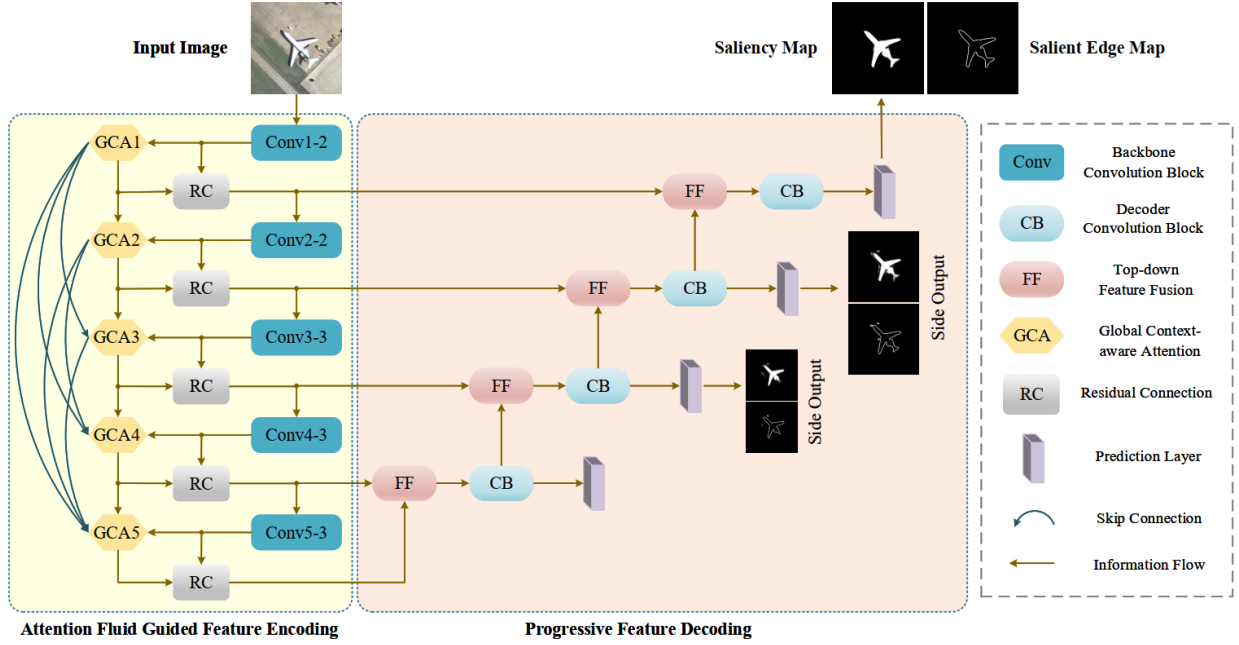 Input Image
Saliency Map
Salient Edge Map
GCA1
Conv1-2
RC
FF
CB
GCA2
Conv2-2
RC
FF
CB
Side Output
GCA3
Conv3-3
RC
FF
CB
Side Output
GCA4
Conv4-3
RC
FF
CB
GCA5
Conv5-3
RC
Attention Fluid Guided Feature Encoding
Progressive Feature Decoding
Conv
Backbone
Convolution Block
CB
Decoder
Convolution Block
FF
Top-down
Feature Fusion
GCA
Global Context-
aware Attention
RC
Residual Connection
Prediction Layer
Skip Connection
Information Flow